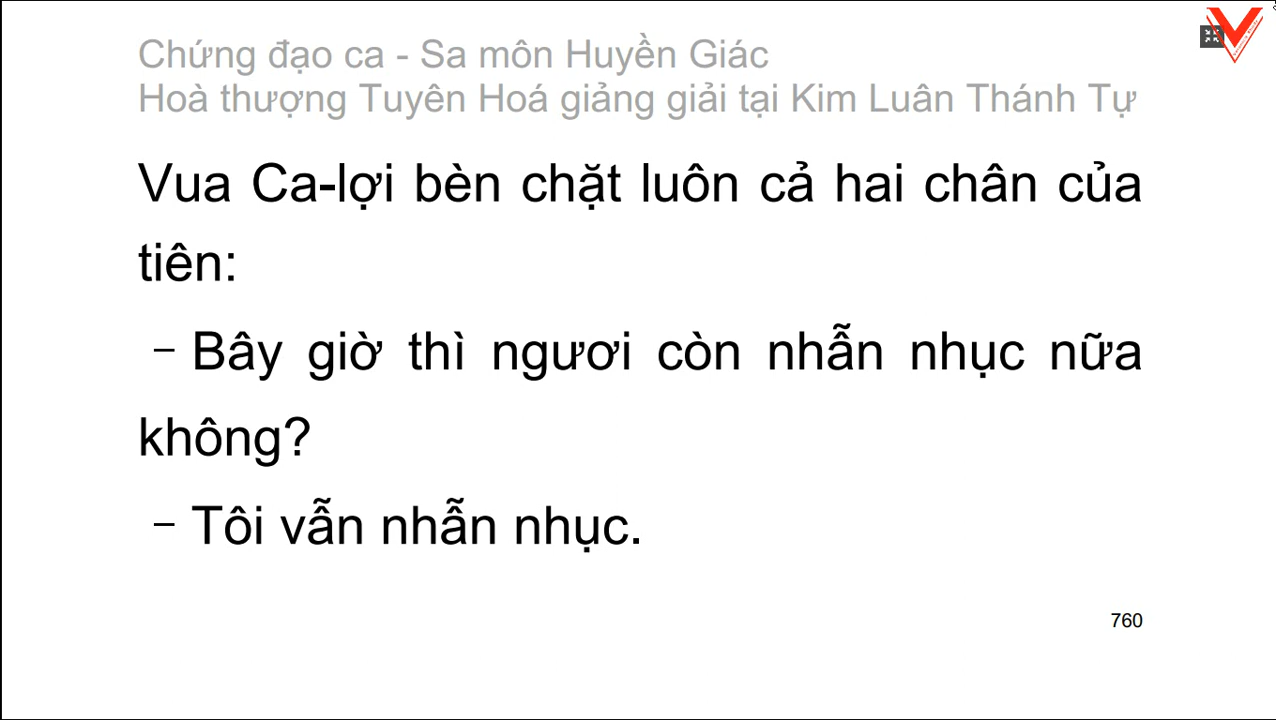 Chứng đạo ca - Sa môn Huyền Giác
Hoà thượng Tuyên Hoá giảng giải tại Kim Luân Thánh Tự
Vua Ca-lợi bèn chặt luôn cả hai chân của
tiên:
– Bây giờ thì ngươi còn nhẫn nhục nữa
không?
– Tôi vẫn nhẫn nhục.
760